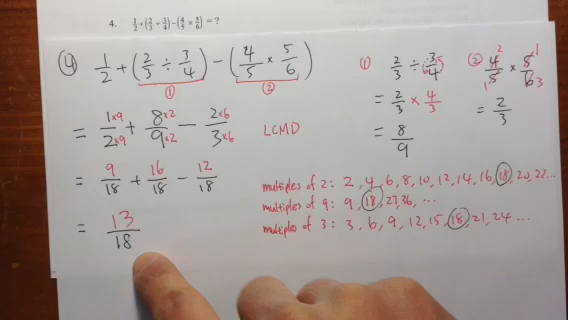 4. 1/2+(2/3÷3/4)−(4/5×5/6)=?
④ 1/2 + (2/3 ÷ 3/4) − (4/5 × 5/6)
① ②
= 1×9/2×9 + 8×2/9×2 − 2×6/3×6 LCMD
= 9/18 + 16/18 − 12/18
= 13/18
① 2/3 ÷ 3/4
= 2/3 × 4/3
= 8/9
② 4/5 × 5/6
2 1
1 3
= 2/3
multiples of 2: 2, 4, 6, 8, 10, 12, 14, 16, 18, 20, 22...
multiples of 9: 9, 18, 27, 36, ...
multiples of 3: 3, 6, 9, 12, 15, 18, 21, 24 ...